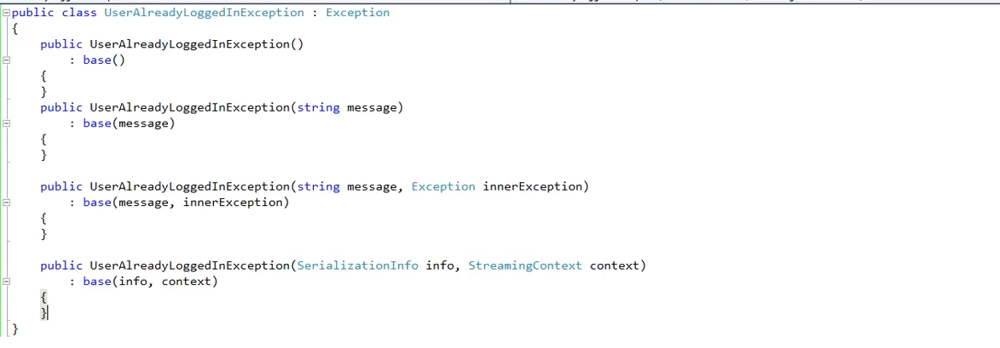 public class UserAlreadyLoggedInException : Exception
{
    public UserAlreadyLoggedInException()
        : base()
    {
    }
    public UserAlreadyLoggedInException(string message)
        : base(message)
    {
    }

    public UserAlreadyLoggedInException(string message, Exception innerException)
        : base(message, innerException)
    {
    }

    public UserAlreadyLoggedInException(SerializationInfo info, StreamingContext context)
        : base(info, context)
    {
    }
}